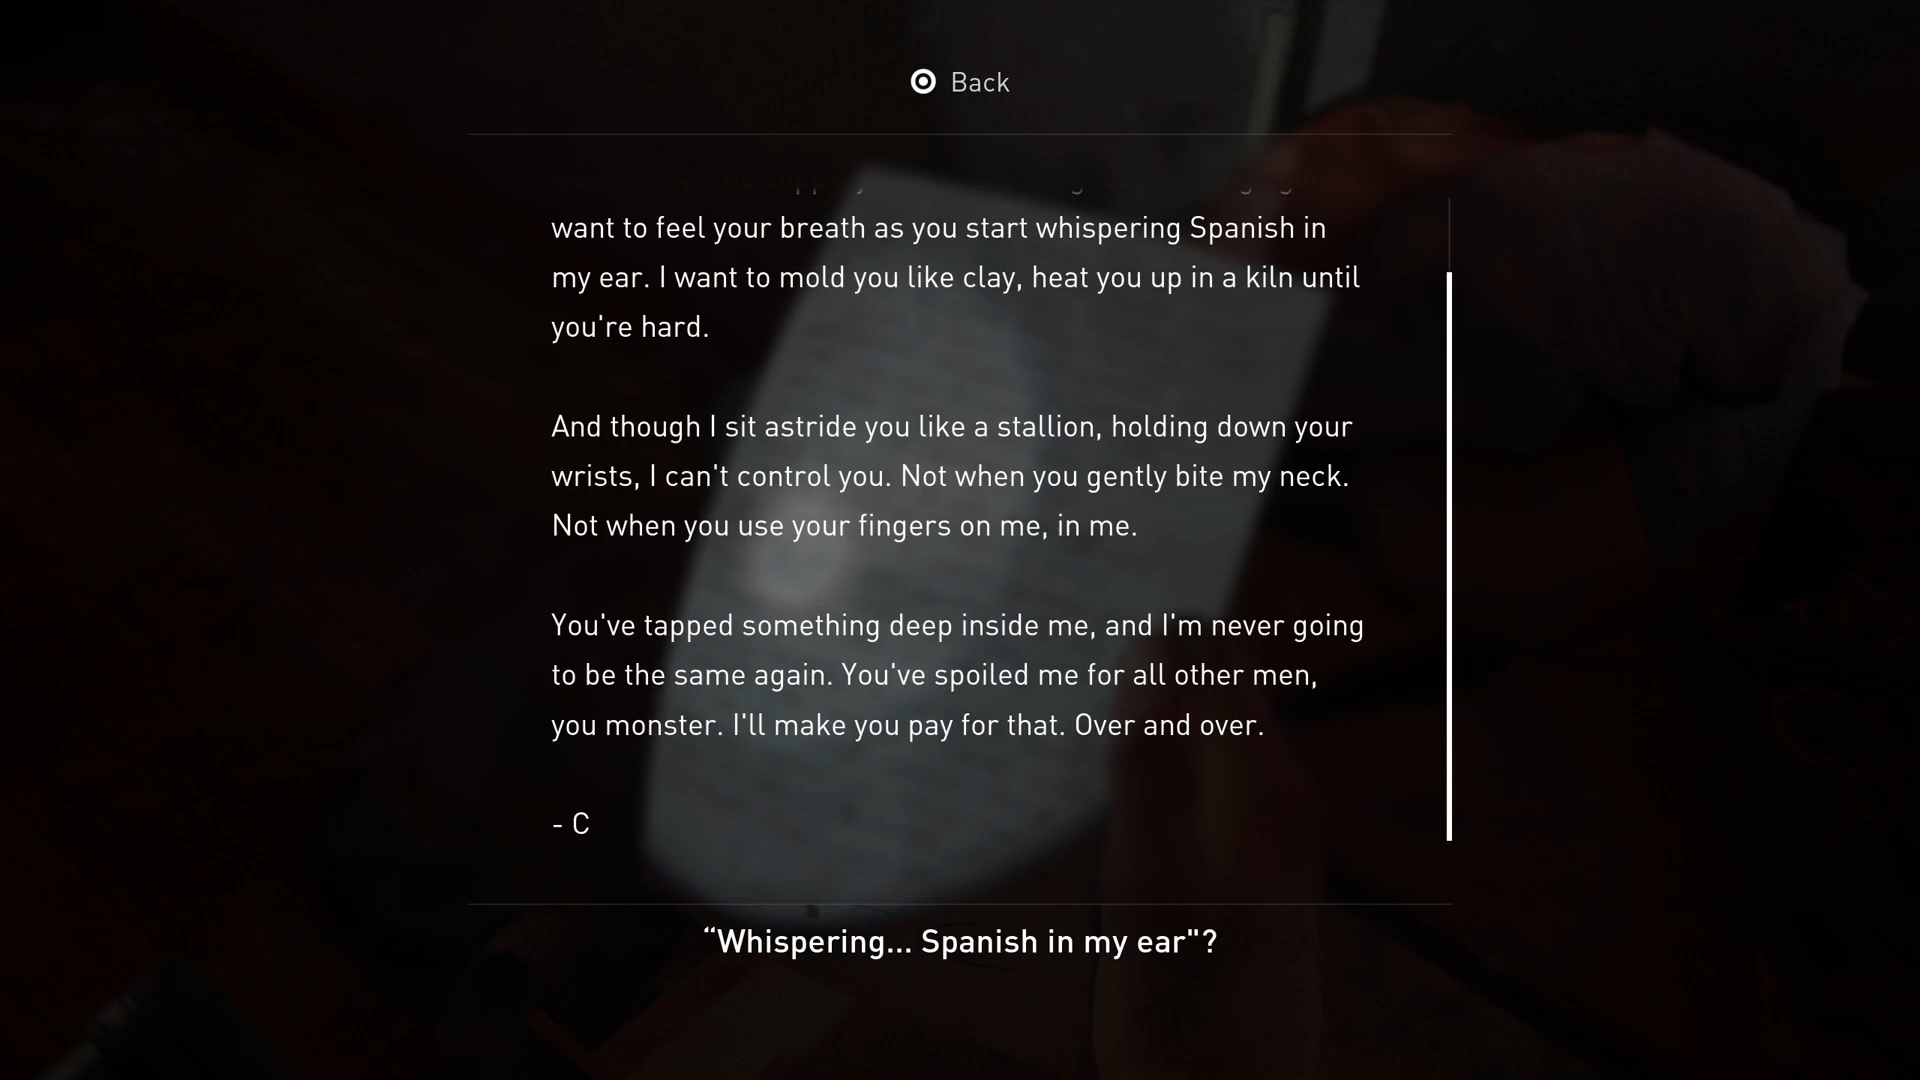 Back
want to feel your breath as you start whispering Spanish in
my ear. I want to mold you like clay, heat you up in a kiln until
you're hard.
And though I sit astride you like a stallion, holding down your
wrists, I can't control you. Not when you gently bite my neck.
Not when you use your fingers on me, in me.
You've tapped something deep inside me, and I'm never going
to be the same again. You've spoiled me for all other men,
you monster. I'll make you pay for that. Over and over.
- C
“Whispering... Spanish in my ear"?